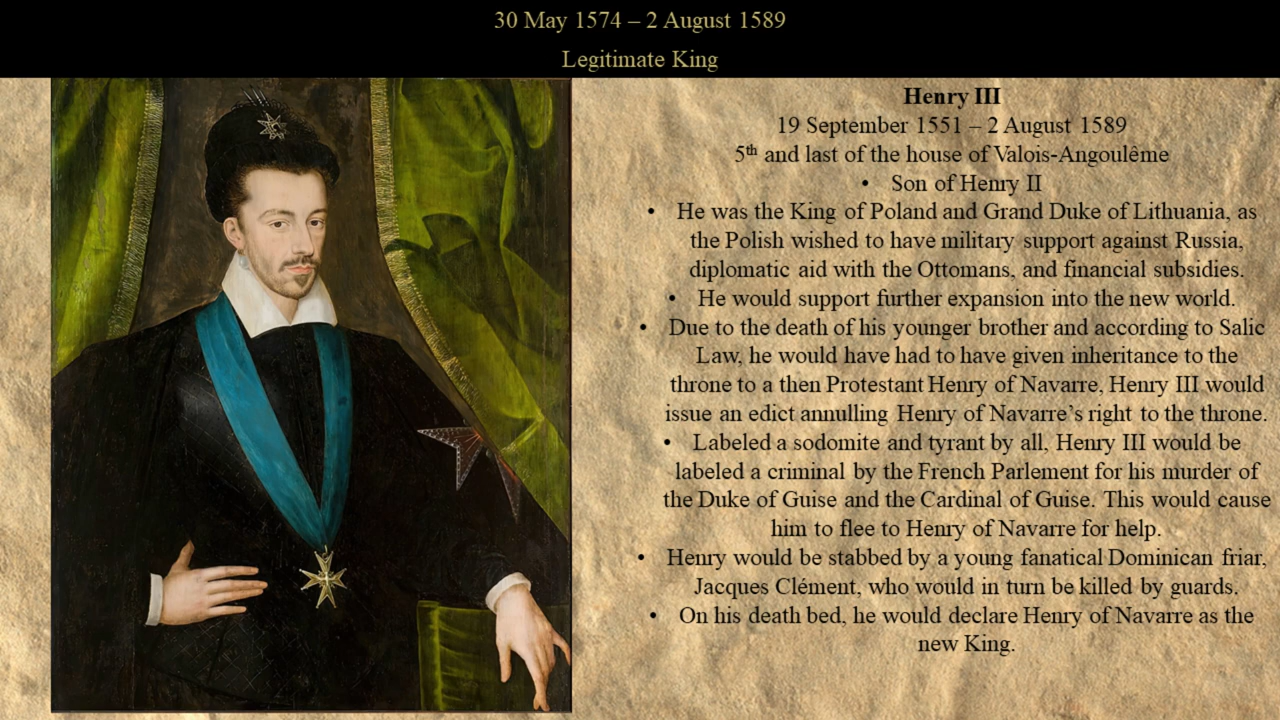 30 May 1574 – 2 August 1589
Legitimate King
Henry III
19 September 1551 – 2 August 1589
5th and last of the house of Valois-Angoulême
• Son of Henry II
• He was the King of Poland and Grand Duke of Lithuania, as
the Polish wished to have military support against Russia,
diplomatic aid with the Ottomans, and financial subsidies.
• He would support further expansion into the new world.
• Due to the death of his younger brother and according to Salic
Law, he would have had to have given inheritance to the
throne to a then Protestant Henry of Navarre, Henry III would
issue an edict annulling Henry of Navarre’s right to the throne.
• Labeled a sodomite and tyrant by all, Henry III would be
labeled a criminal by the French Parlement for his murder of
the Duke of Guise and the Cardinal of Guise. This would cause
him to flee to Henry of Navarre for help.
• Henry would be stabbed by a young fanatical Dominican friar,
Jacques Clément, who would in turn be killed by guards.
• On his death bed, he would declare Henry of Navarre as the
new King.